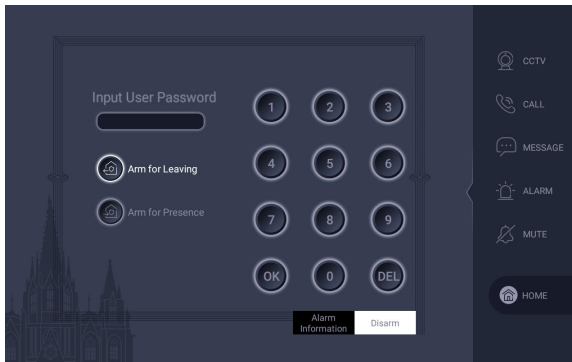 Input User Password
Arm for Leaving
Arm for Presence
1 2 3
4 5 6
7 8 9
OK 0 DEL
Alarm
Information
Disarm
CCTV
CALL
MESSAGE
ALARM
MUTE
HOME